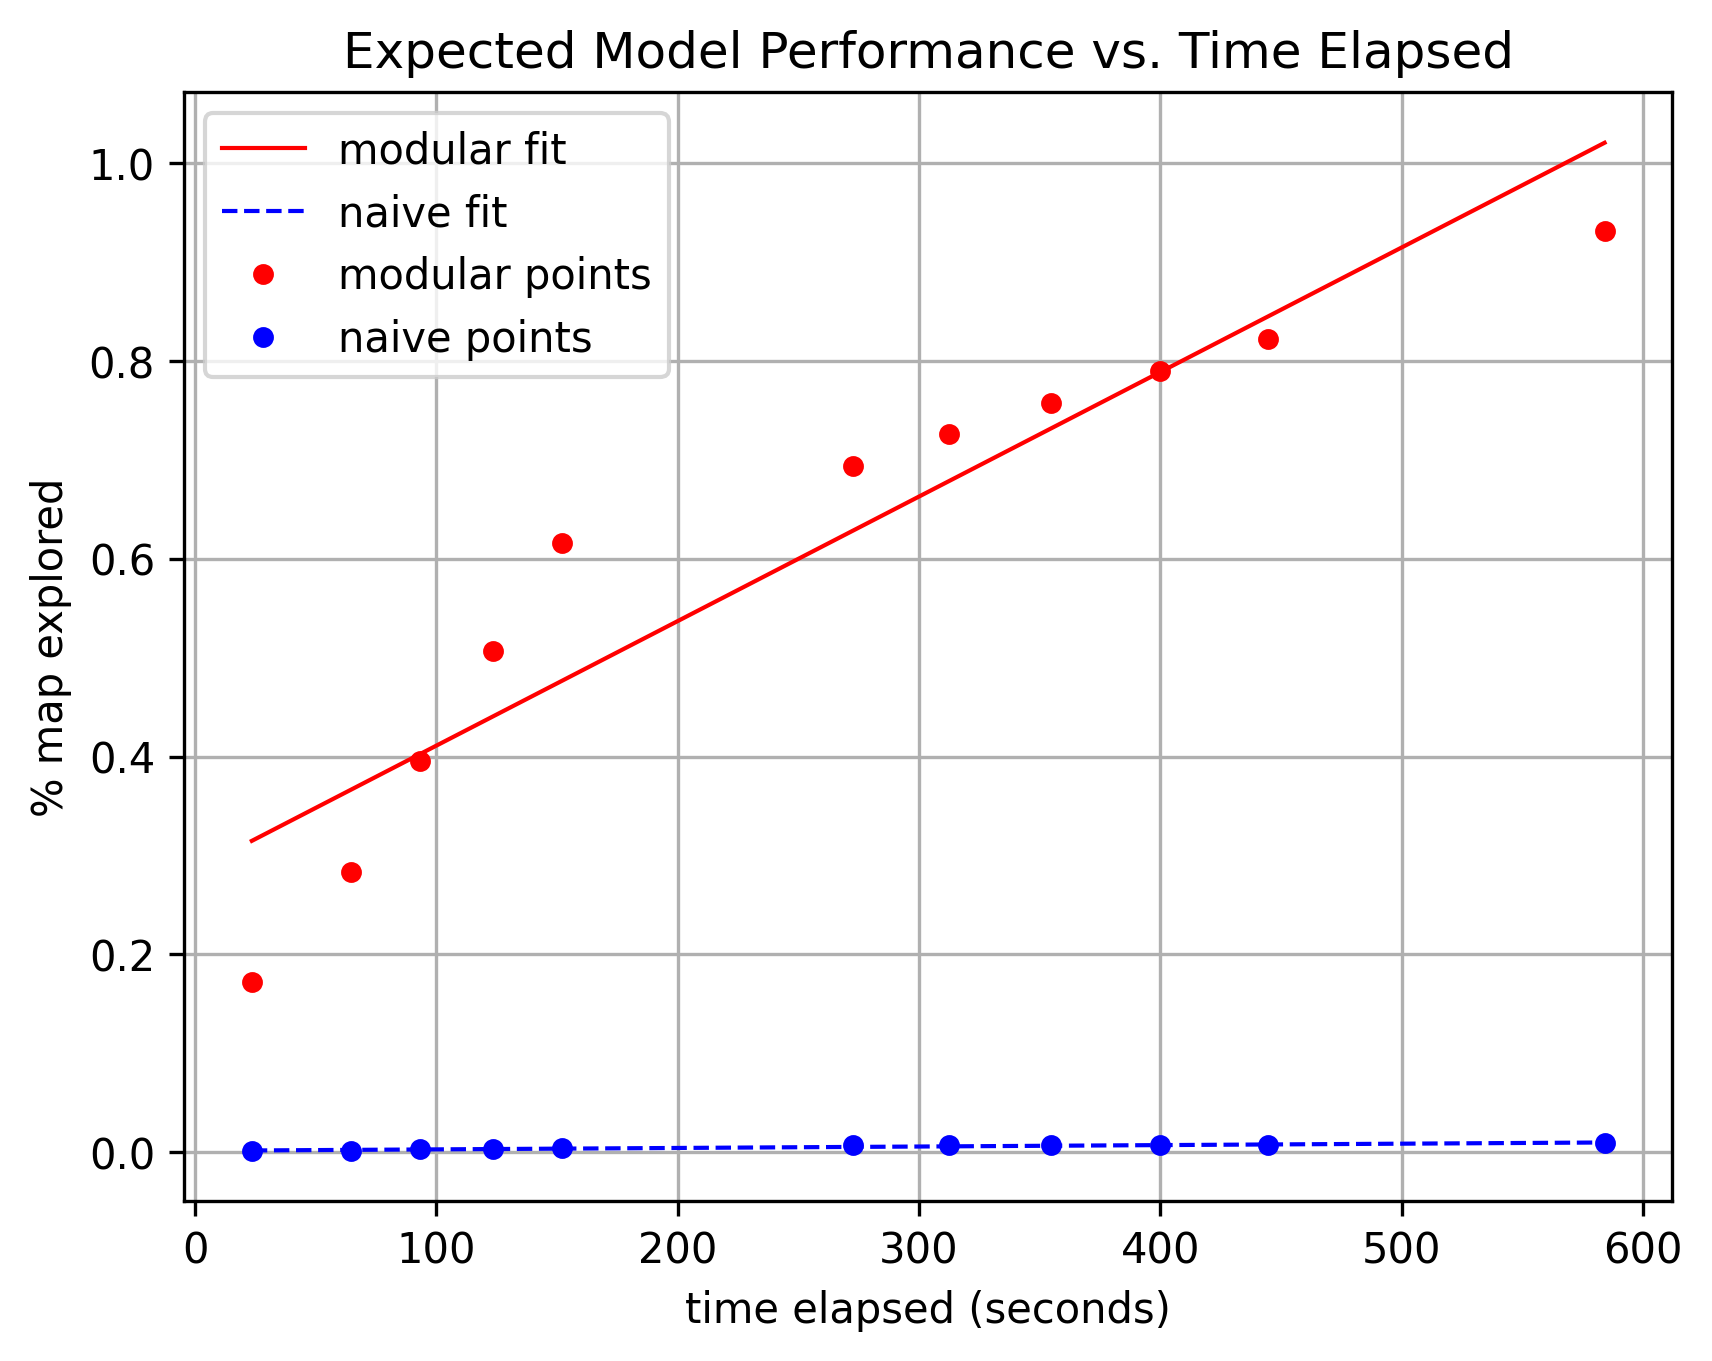 Expected Model Performance vs. Time Elapsed
modular fit
naive fit
modular points
naive points
1.0
0.8
0.6
0.4
0.2
0.0
% map explored
0 100 200 300 400 500 600
time elapsed (seconds)